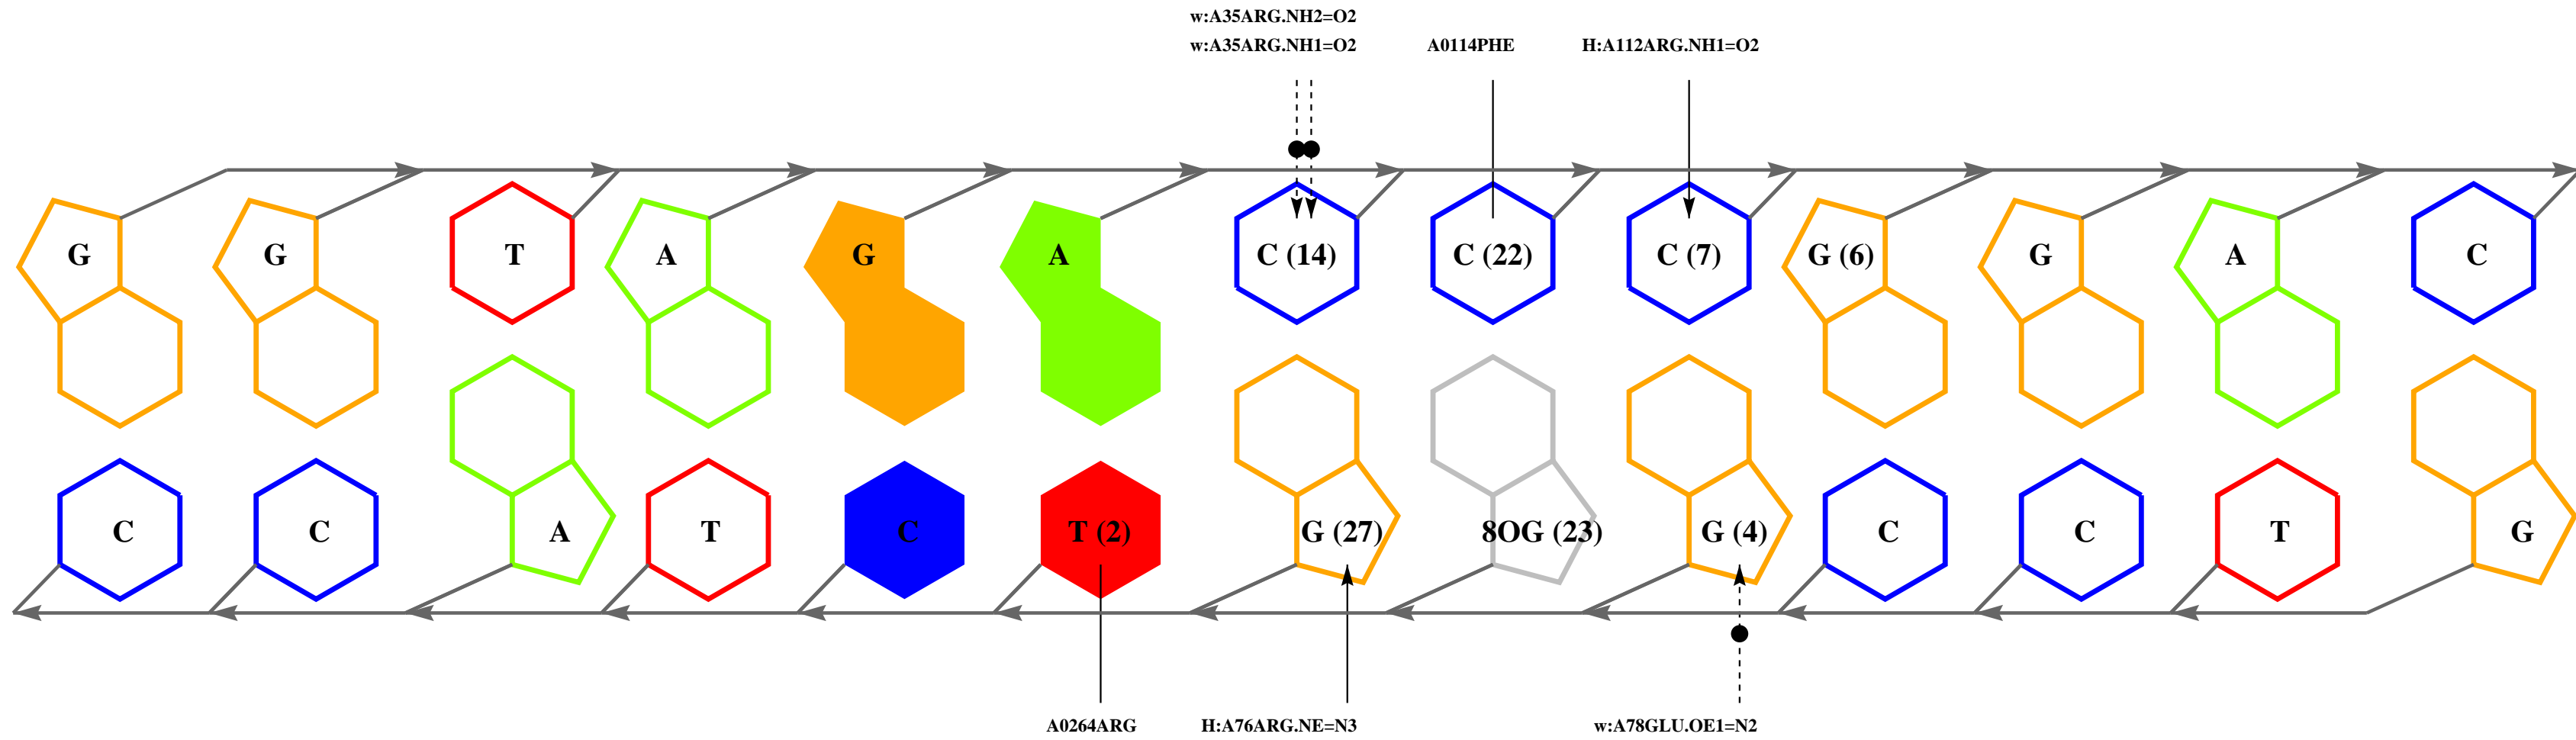 w:A35ARG.NH2=O2
w:A35ARG.NH1=O2 A0114PHE H:A112ARG.NH1=O2
G G T A G A C (14) C (22) C (7) G (6) G A C
C C A T C T (2) G (27) 8OG (23) G (4) C C T G
A0264ARG H:A76ARG.NE=N3 w:A78GLU.OE1=N2